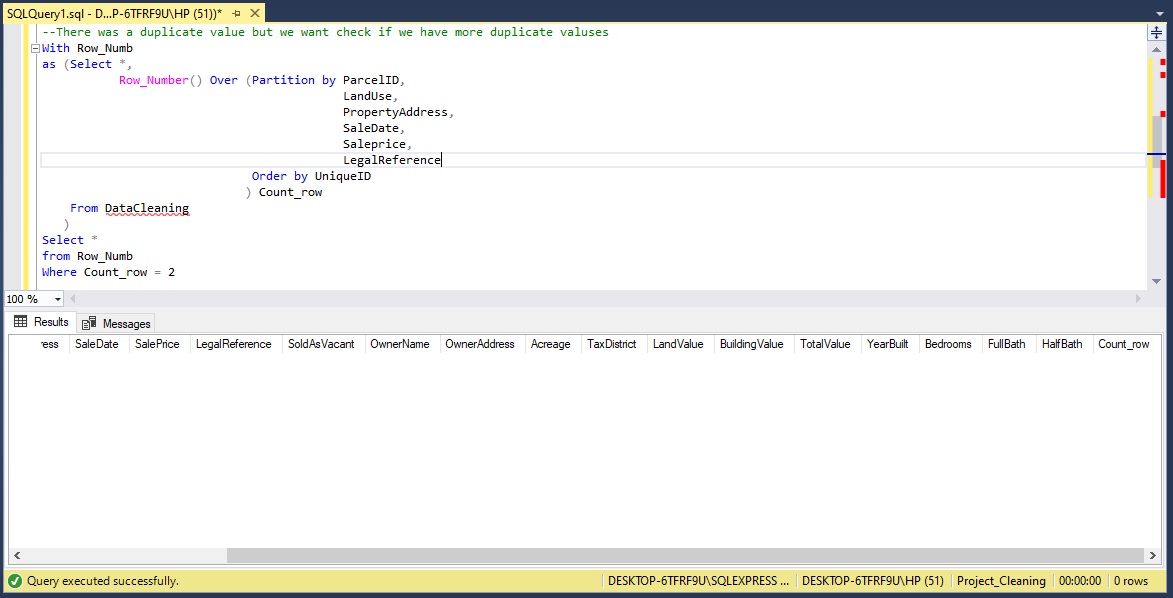 SQLQuery1.sql - D...P-6TFRF9U\HP (51))*
--There was a duplicate value but we want check if we have more duplicate valuses
With Row_Numb
as (Select *,
Row_Number() Over (Partition by ParcelID,
LandUse,
PropertyAddress,
SaleDate,
Saleprice,
LegalReference
Order by UniqueID
) Count_row
From DataCleaning
)
Select *
from Row_Numb
Where Count_row = 2
100 %
Results Messages
ress SaleDate SalePrice LegalReference SoldAsVacant OwnerName OwnerAddress Acreage TaxDistrict LandValue BuildingValue TotalValue YearBuilt Bedrooms FullBath HalfBath Count_row
Query executed successfully. DESKTOP-6TFRF9U\SQLEXPRESS ... DESKTOP-6TFRF9U\HP (51) Project_Cleaning 00:00:00 0 rows